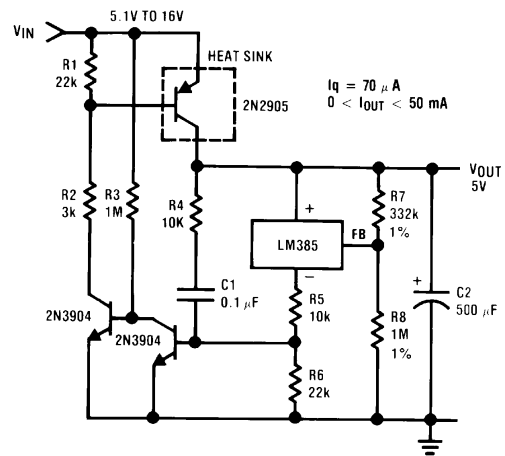 5.1V TO 16V
VIN
R1
22k
HEAT SINK
2N2905
Iq = 70 μA
0 < IOUT < 50 mA
VOUT
5V
R2
3k
R3
1M
R4
10K
+
LM385
−
FB
R7
332k
1%
C1
0.1 μF
R5
10k
+
C2
500 μF
2N3904
2N3904
R8
1M
1%
R6
22k